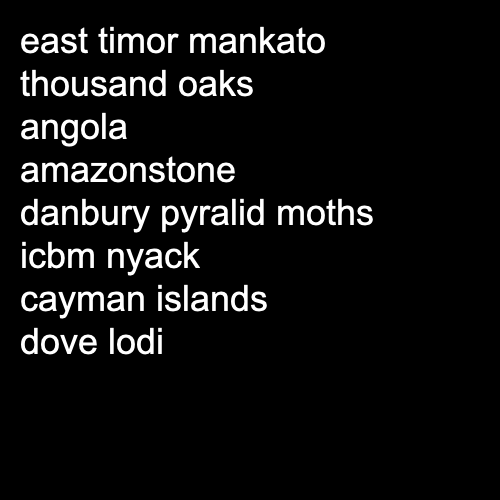 east timor mankato
thousand oaks
angola
amazonstone
danbury pyralid moths
icbm nyack
cayman islands
dove lodi